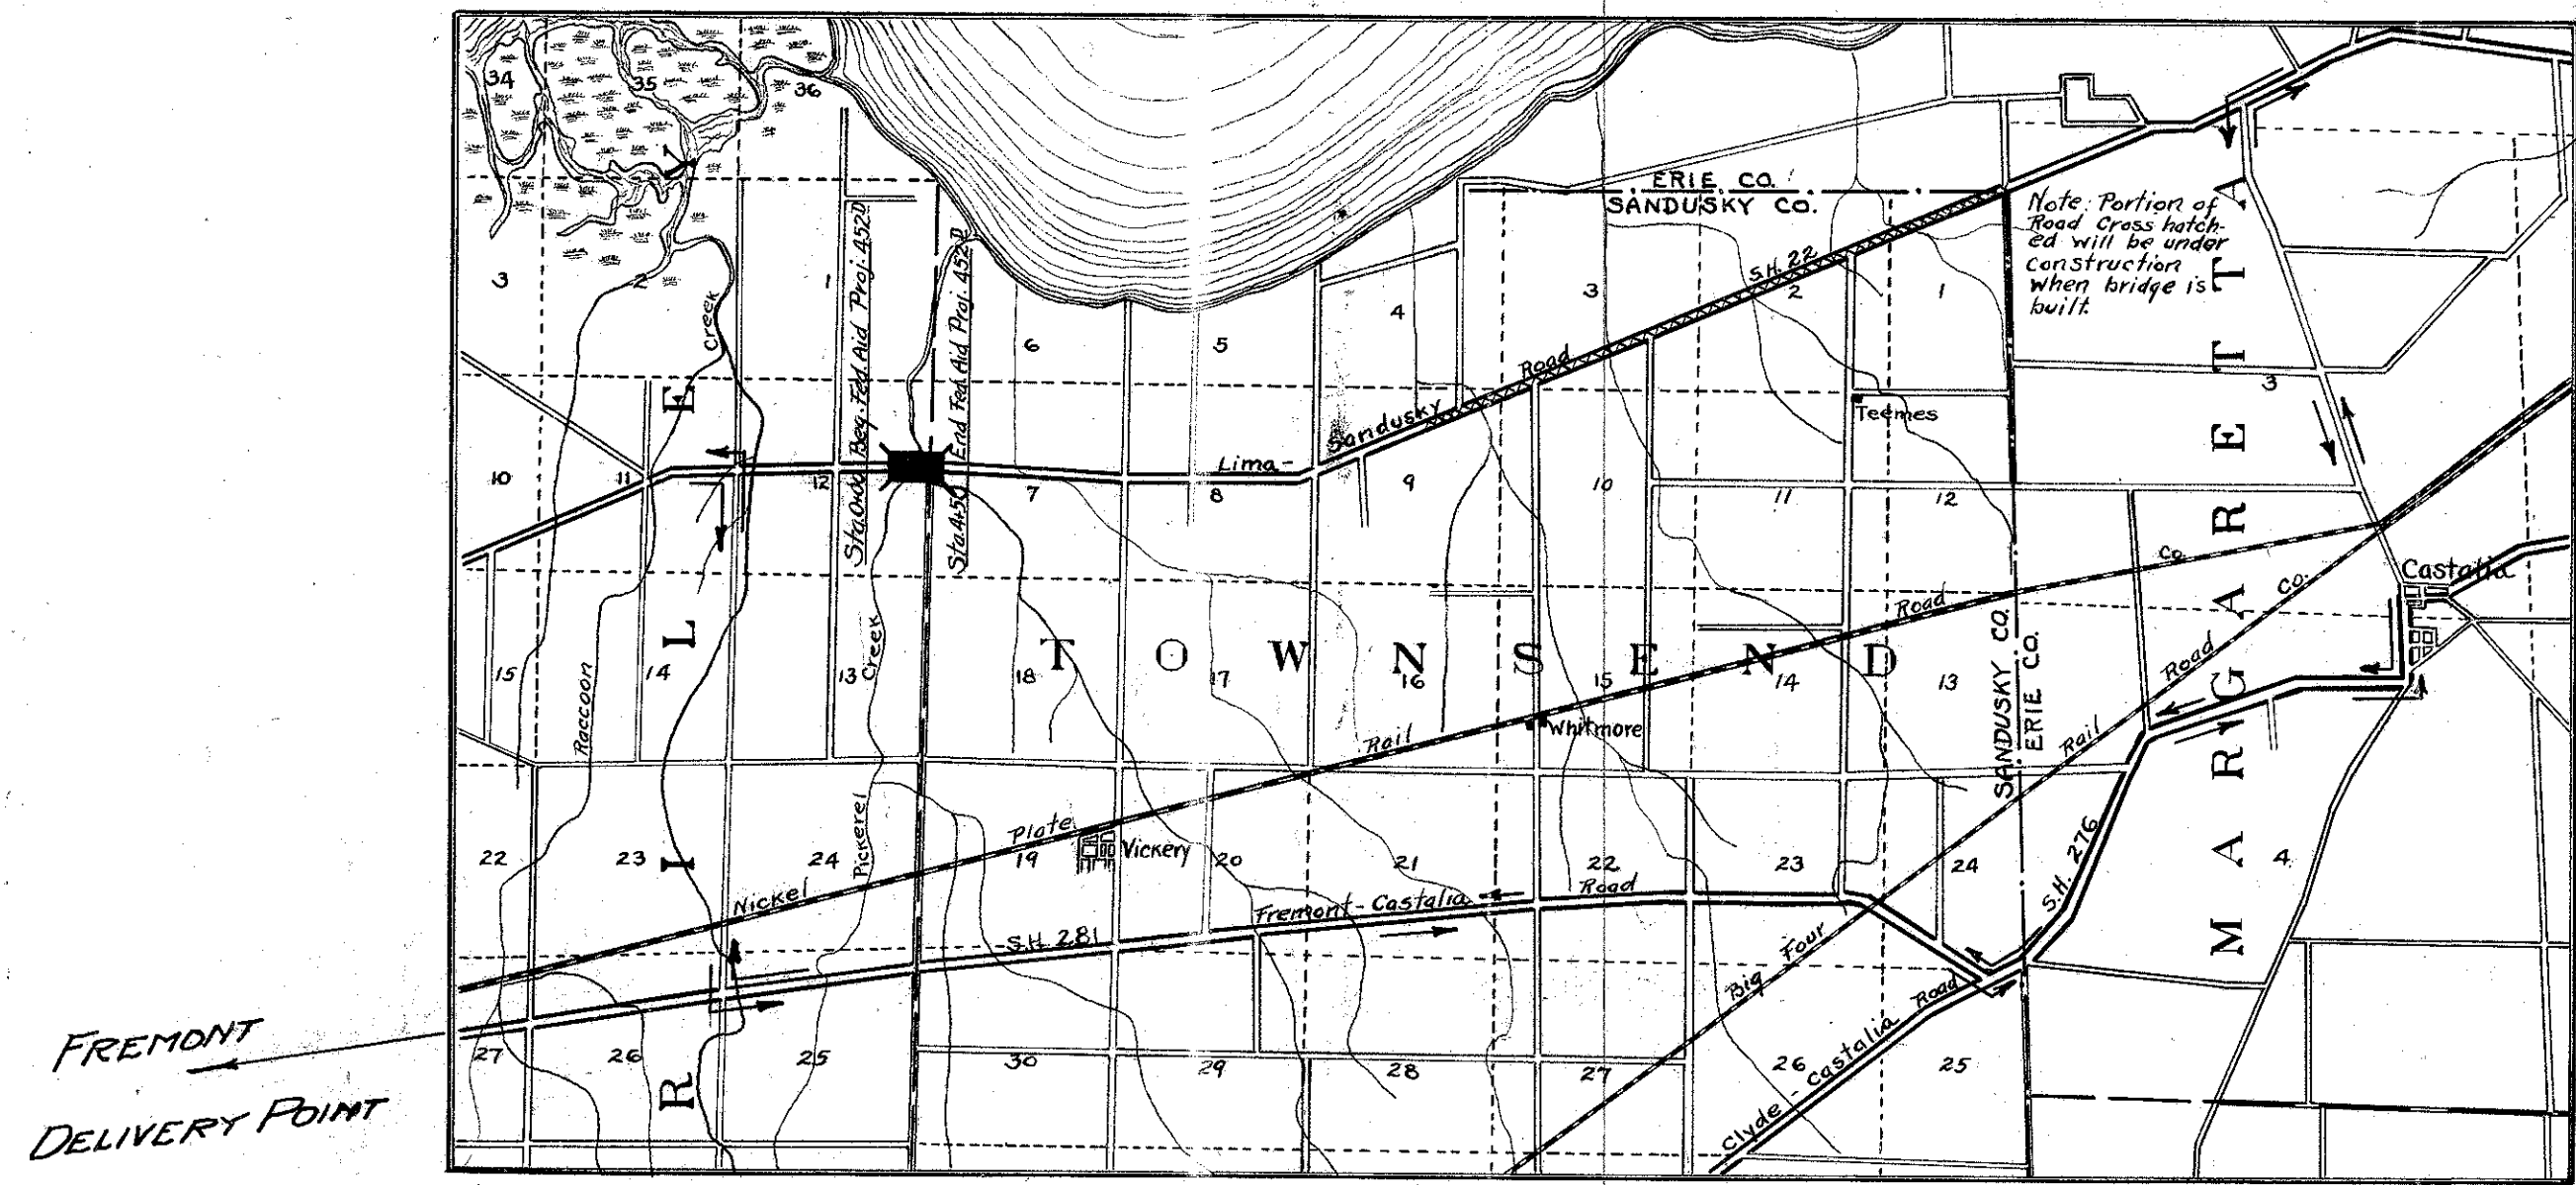 34
35
36
ERIE CO.
SANDUSKY CO.
Note: Portion of
Road Cross hatch-
ed will be under
construction
when bridge is
built.
3
2
1
Creek
Sta. 0+00 Beg. Fed. Aid Proj. 452D
Sta. 4+50 End Fed. Aid Proj. 452D
6
5
4
3
S.H. 22
2
1
3
Lima - Sandusky Road
Teemes
10
11
12
7
8
9
10
11
12
RILEY
TOWNSEND
MARGARETTA
Castalia
15
14
13
18
17
16
15
14
13
Raccoon
Pickerel Creek
Whitmore
SANDUSKY CO.
ERIE CO.
Nickel Plate Rail Road Co.
Big Four Rail Road Co.
22
23
24
19
Vickery
20
21
22
23
24
4
S.H. 276
S.H. 281
Fremont - Castalia Road
Clyde - Castalia Road
27
26
25
30
29
28
27
26
25
FREMONT
DELIVERY POINT